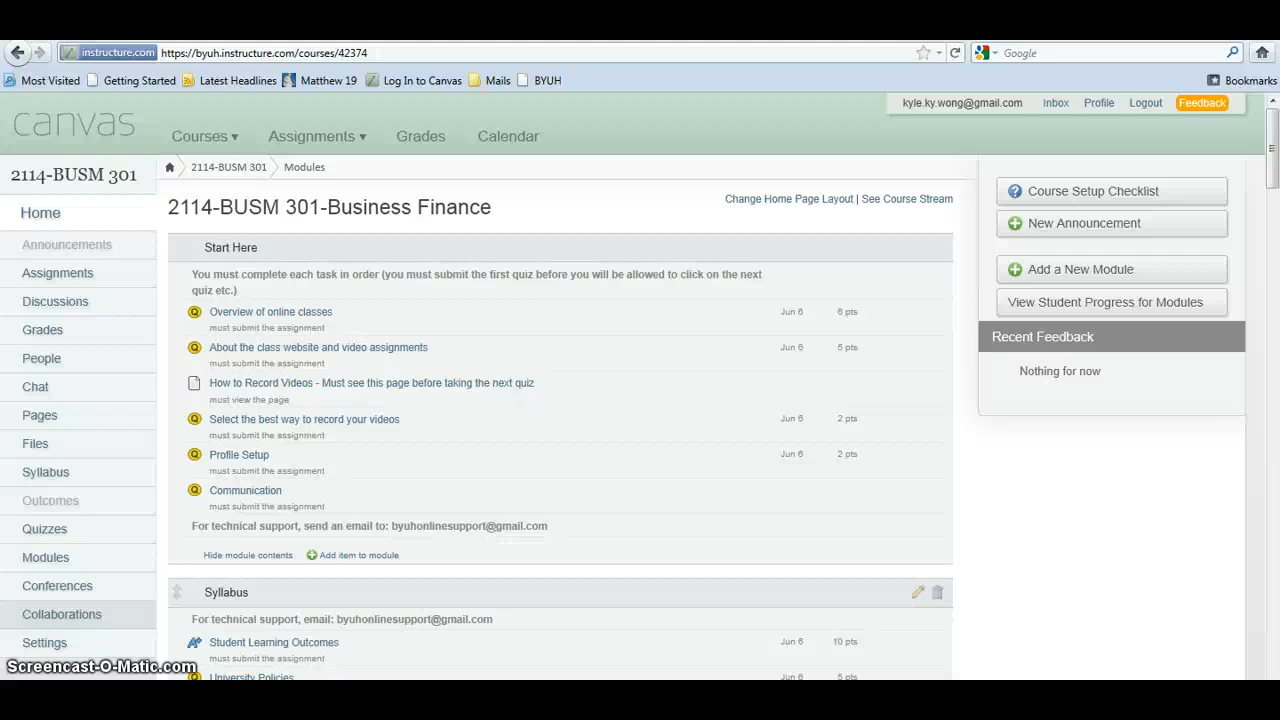 instructure.com https://byuh.instructure.com/courses/42374 Google
Most Visited Getting Started Latest Headlines Matthew 19 Log In to Canvas Mails BYUH Bookmarks
kyle.ky.wong@gmail.com Inbox Profile Logout Feedback
canvas
Courses Assignments Grades Calendar
2114-BUSM 301
2114-BUSM 301 Modules
Home
Announcements
Assignments
Discussions
Grades
People
Chat
Pages
Files
Syllabus
Outcomes
Quizzes
Modules
Conferences
Collaborations
Settings
2114-BUSM 301-Business Finance
Change Home Page Layout | See Course Stream
Start Here
You must complete each task in order (you must submit the first quiz before you will be allowed to click on the next
quiz etc.)
Q Overview of online classes Jun 6 6 pts
must submit the assignment
Q About the class website and video assignments Jun 6 5 pts
must submit the assignment
How to Record Videos - Must see this page before taking the next quiz
must view the page
Q Select the best way to record your videos Jun 6 2 pts
must submit the assignment
Q Profile Setup Jun 6 2 pts
must submit the assignment
Q Communication
must submit the assignment
For technical support, send an email to: byuhonlinesupport@gmail.com
Hide module contents Add item to module
Syllabus
For technical support, email: byuhonlinesupport@gmail.com
A+ Student Learning Outcomes Jun 6 10 pts
must submit the assignment
Q University Policies Jun 6 5 pts
Course Setup Checklist
New Announcement
Add a New Module
View Student Progress for Modules
Recent Feedback
Nothing for now
Screencast-O-Matic.com